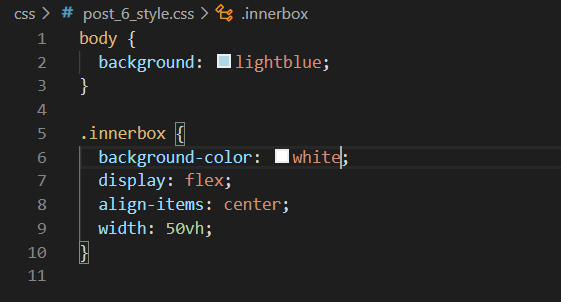 css > # post_6_style.css > .innerbox
1 body {
2   background: lightblue;
3 }
4
5 .innerbox {
6   background-color: white;
7   display: flex;
8   align-items: center;
9   width: 50vh;
10 }
11